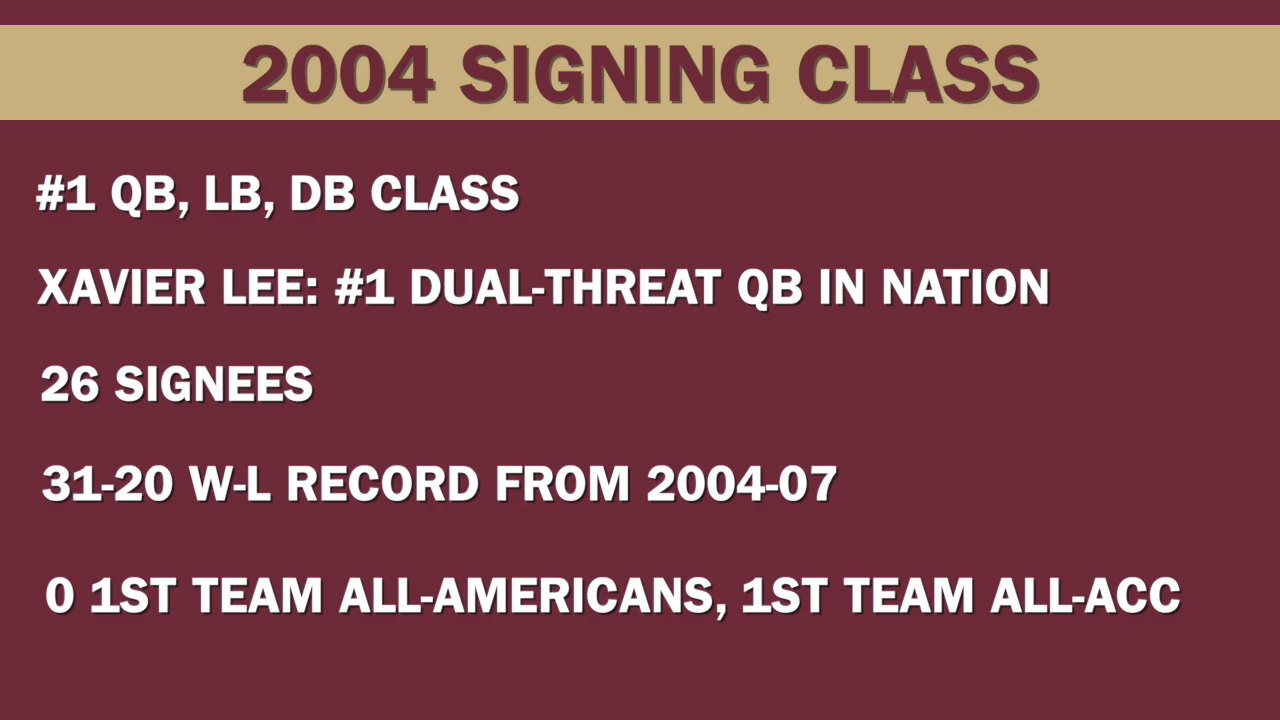 2004 SIGNING CLASS
#1 QB, LB, DB CLASS
XAVIER LEE: #1 DUAL-THREAT QB IN NATION
26 SIGNEES
31-20 W-L RECORD FROM 2004-07
0 1ST TEAM ALL-AMERICANS, 1ST TEAM ALL-ACC